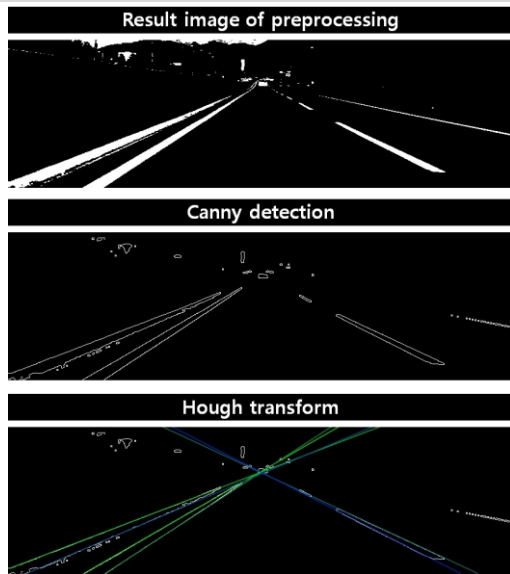 Result image of preprocessing
Canny detection
Hough transform